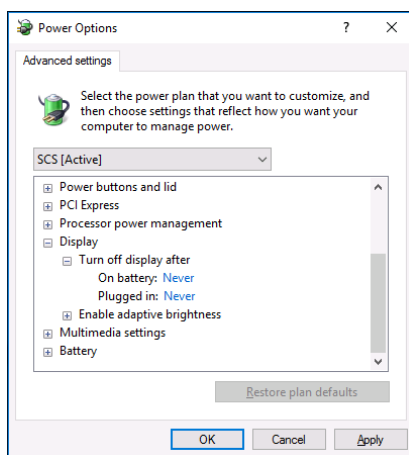 Power Options
?
Advanced settings
Select the power plan that you want to customize, and
then choose settings that reflect how you want your
computer to manage power.
SCS [Active]
Power buttons and lid
PCI Express
Processor power management
Display
Turn off display after
On battery: Never
Plugged in: Never
Enable adaptive brightness
Multimedia settings
Battery
Restore plan defaults
OK
Cancel
Apply